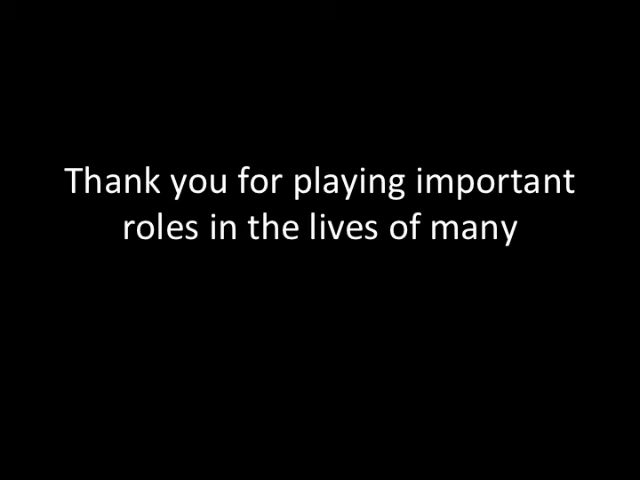 Thank you for playing important
roles in the lives of many